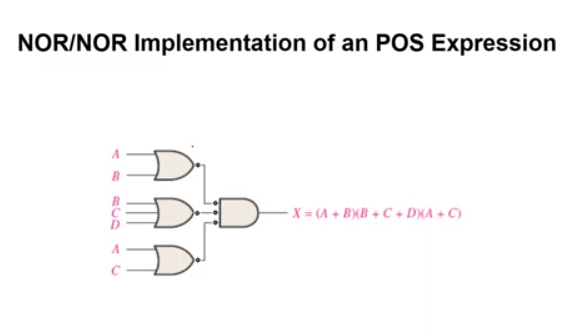 NOR/NOR Implementation of an POS Expression
A
B
B
C
D
X = (A + B)(B + C + D)(A + C)
A
C